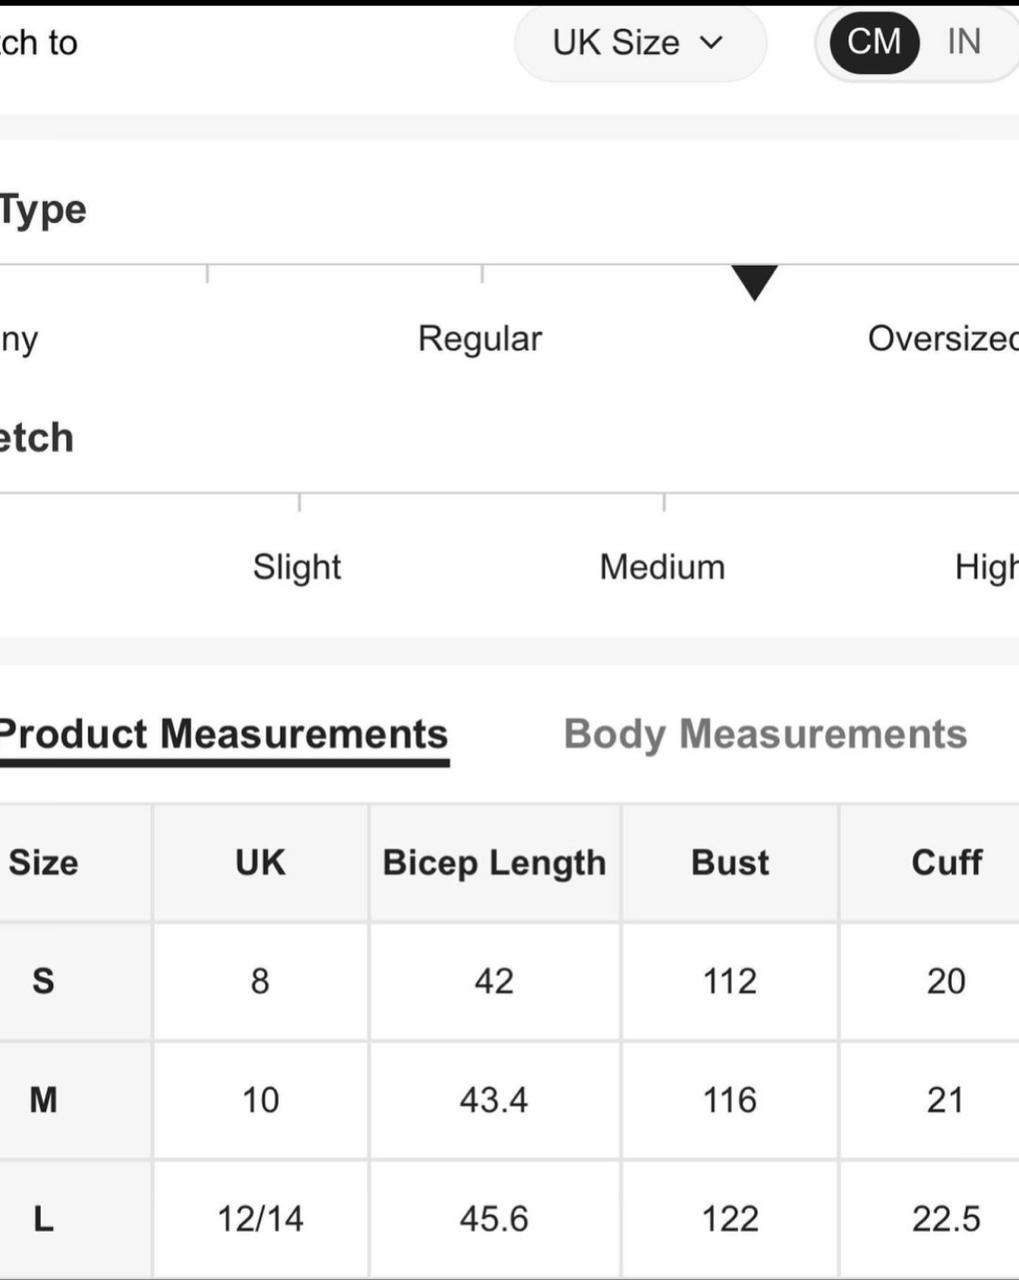 ch to UK Size CM IN
Type
ny Regular Oversized
etch
Slight Medium High
Product Measurements Body Measurements
Size UK Bicep Length Bust Cuff
S 8 42 112 20
M 10 43.4 116 21
L 12/14 45.6 122 22.5